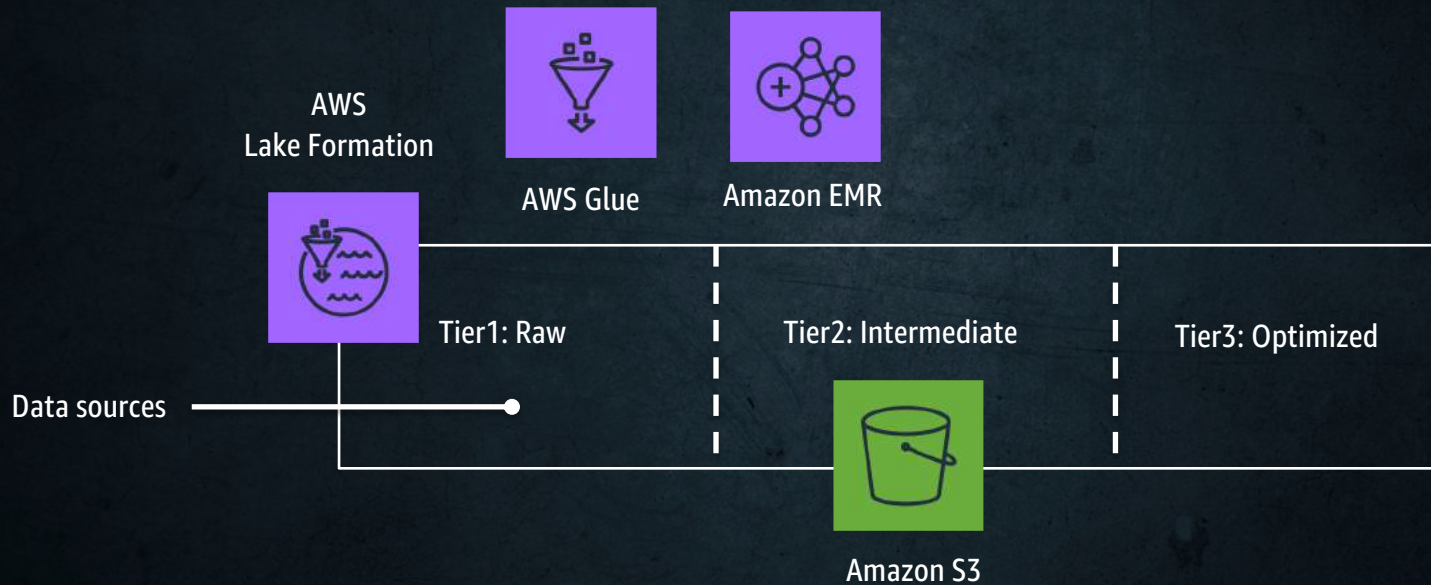 AWS
Lake Formation
AWS Glue
Amazon EMR
Tier1: Raw
Tier2: Intermediate
Tier3: Optimized
Data sources
Amazon S3